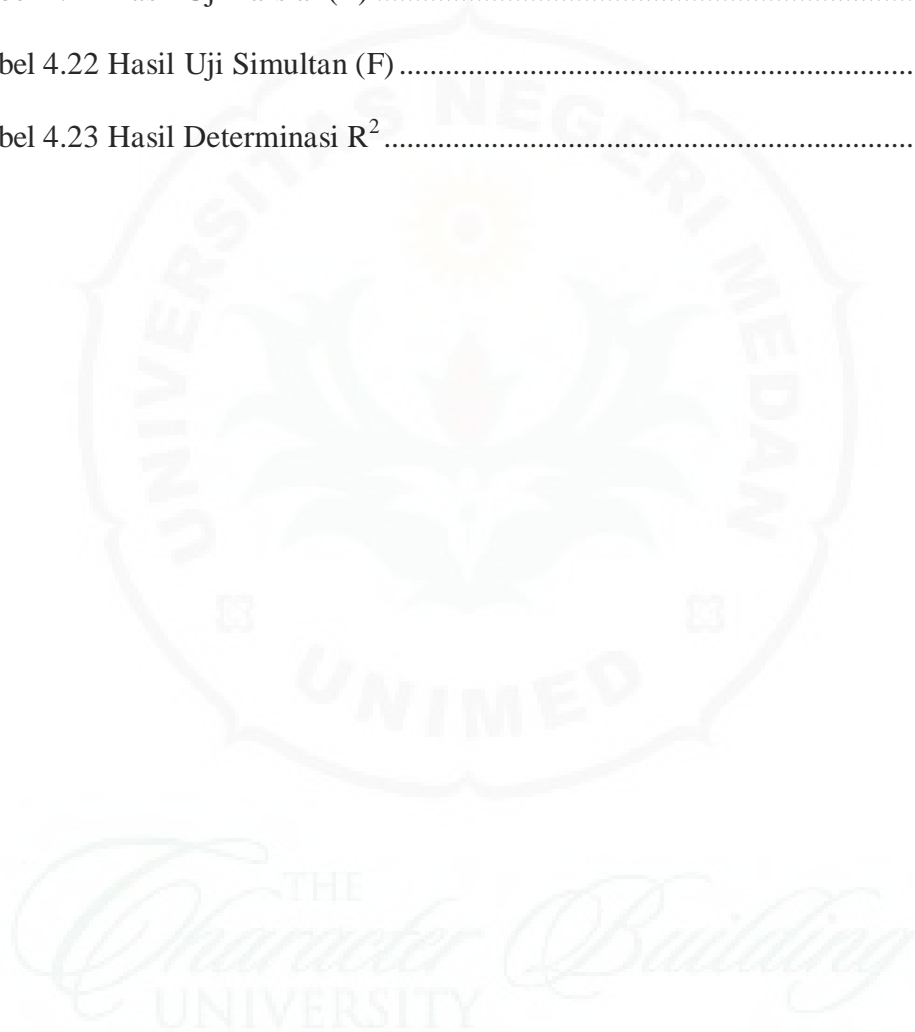 bel 4.22 Hasil Uji Simultan (F)........................................................................................
bel 4.23 Hasil Determinasi R²..........................................................................................
UNIVERSITAS NEGERI MEDAN
UNIMED
THE
Character Building
UNIVERSITY